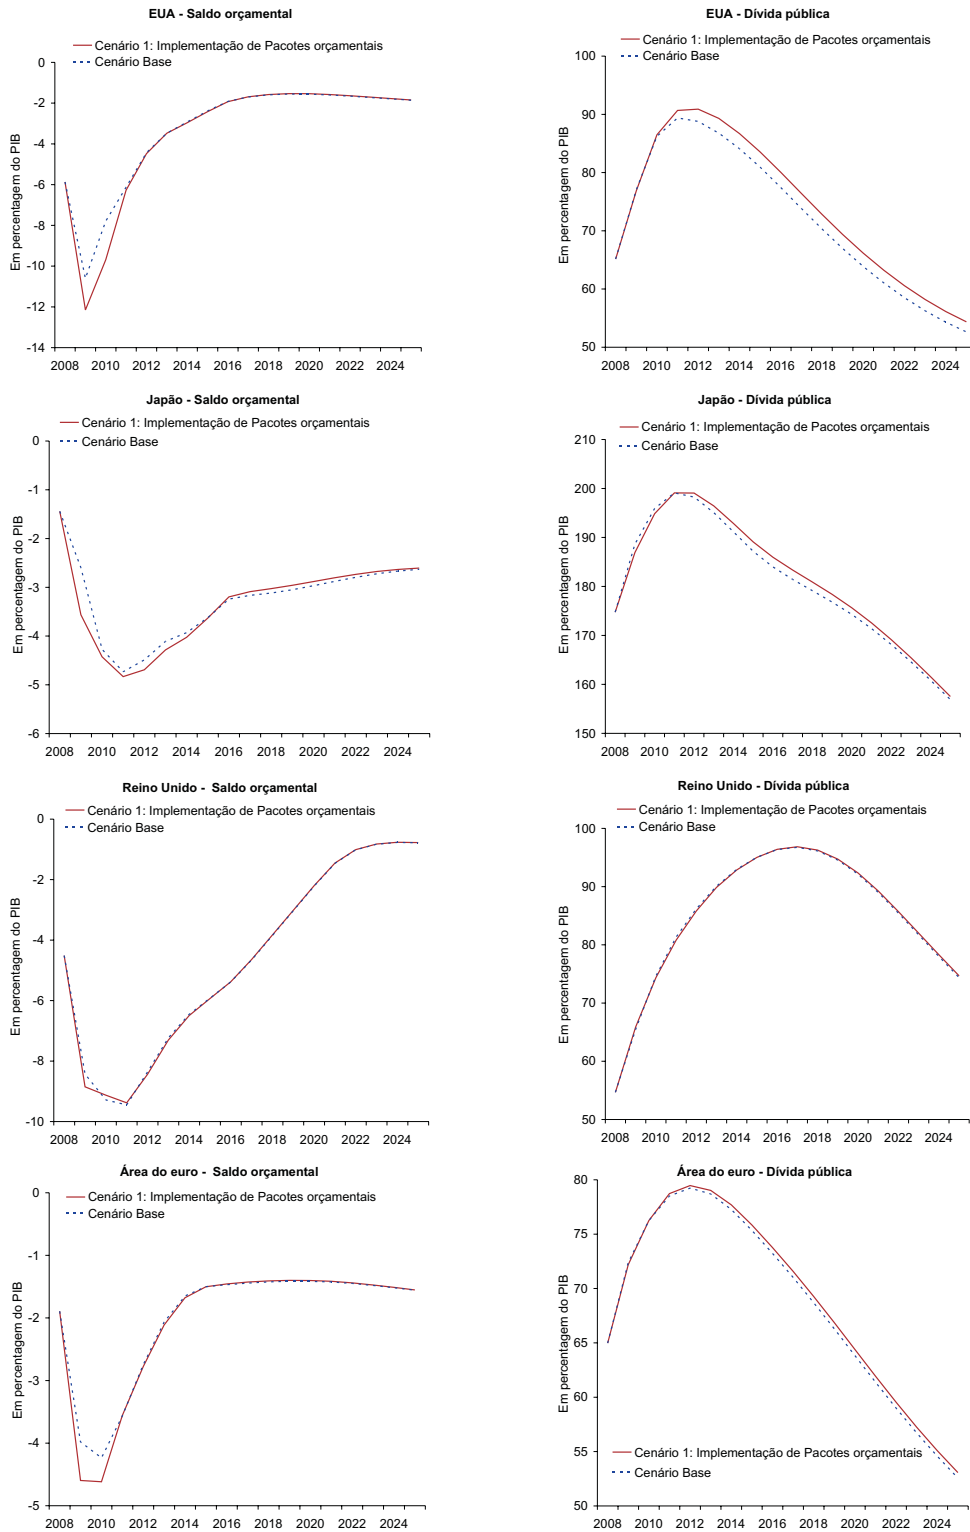 EUA - Saldo orçamental
Cenário 1: Implementação de Pacotes orçamentais
Cenário Base
Em percentagem do PIB
0
-2
-4
-6
-8
-10
-12
-14
2008 2010 2012 2014 2016 2018 2020 2022 2024
EUA - Dívida pública
Cenário 1: Implementação de Pacotes orçamentais
Cenário Base
Em percentagem do PIB
100
90
80
70
60
50
2008 2010 2012 2014 2016 2018 2020 2022 2024
Japão - Saldo orçamental
Cenário 1: Implementação de Pacotes orçamentais
Cenário Base
Em percentagem do PIB
0
-1
-2
-3
-4
-5
-6
2008 2010 2012 2014 2016 2018 2020 2022 2024
Japão - Dívida pública
Cenário 1: Implementação de Pacotes orçamentais
Cenário Base
Em percentagem do PIB
210
200
190
180
170
160
150
2008 2010 2012 2014 2016 2018 2020 2022 2024
Reino Unido - Saldo orçamental
Cenário 1: Implementação de Pacotes orçamentais
Cenário Base
Em percentagem do PIB
0
-2
-4
-6
-8
-10
2008 2010 2012 2014 2016 2018 2020 2022 2024
Reino Unido - Dívida pública
Cenário 1: Implementação de Pacotes orçamentais
Cenário Base
Em percentagem do PIB
100
90
80
70
60
50
2008 2010 2012 2014 2016 2018 2020 2022 2024
Área do euro - Saldo orçamental
Cenário 1: Implementação de Pacotes orçamentais
Cenário Base
Em percentagem do PIB
0
-1
-2
-3
-4
-5
2008 2010 2012 2014 2016 2018 2020 2022 2024
Área do euro - Dívida pública
Em percentagem do PIB
80
75
70
65
60
55
50
Cenário 1: Implementação de Pacotes orçamentais
Cenário Base
2008 2010 2012 2014 2016 2018 2020 2022 2024